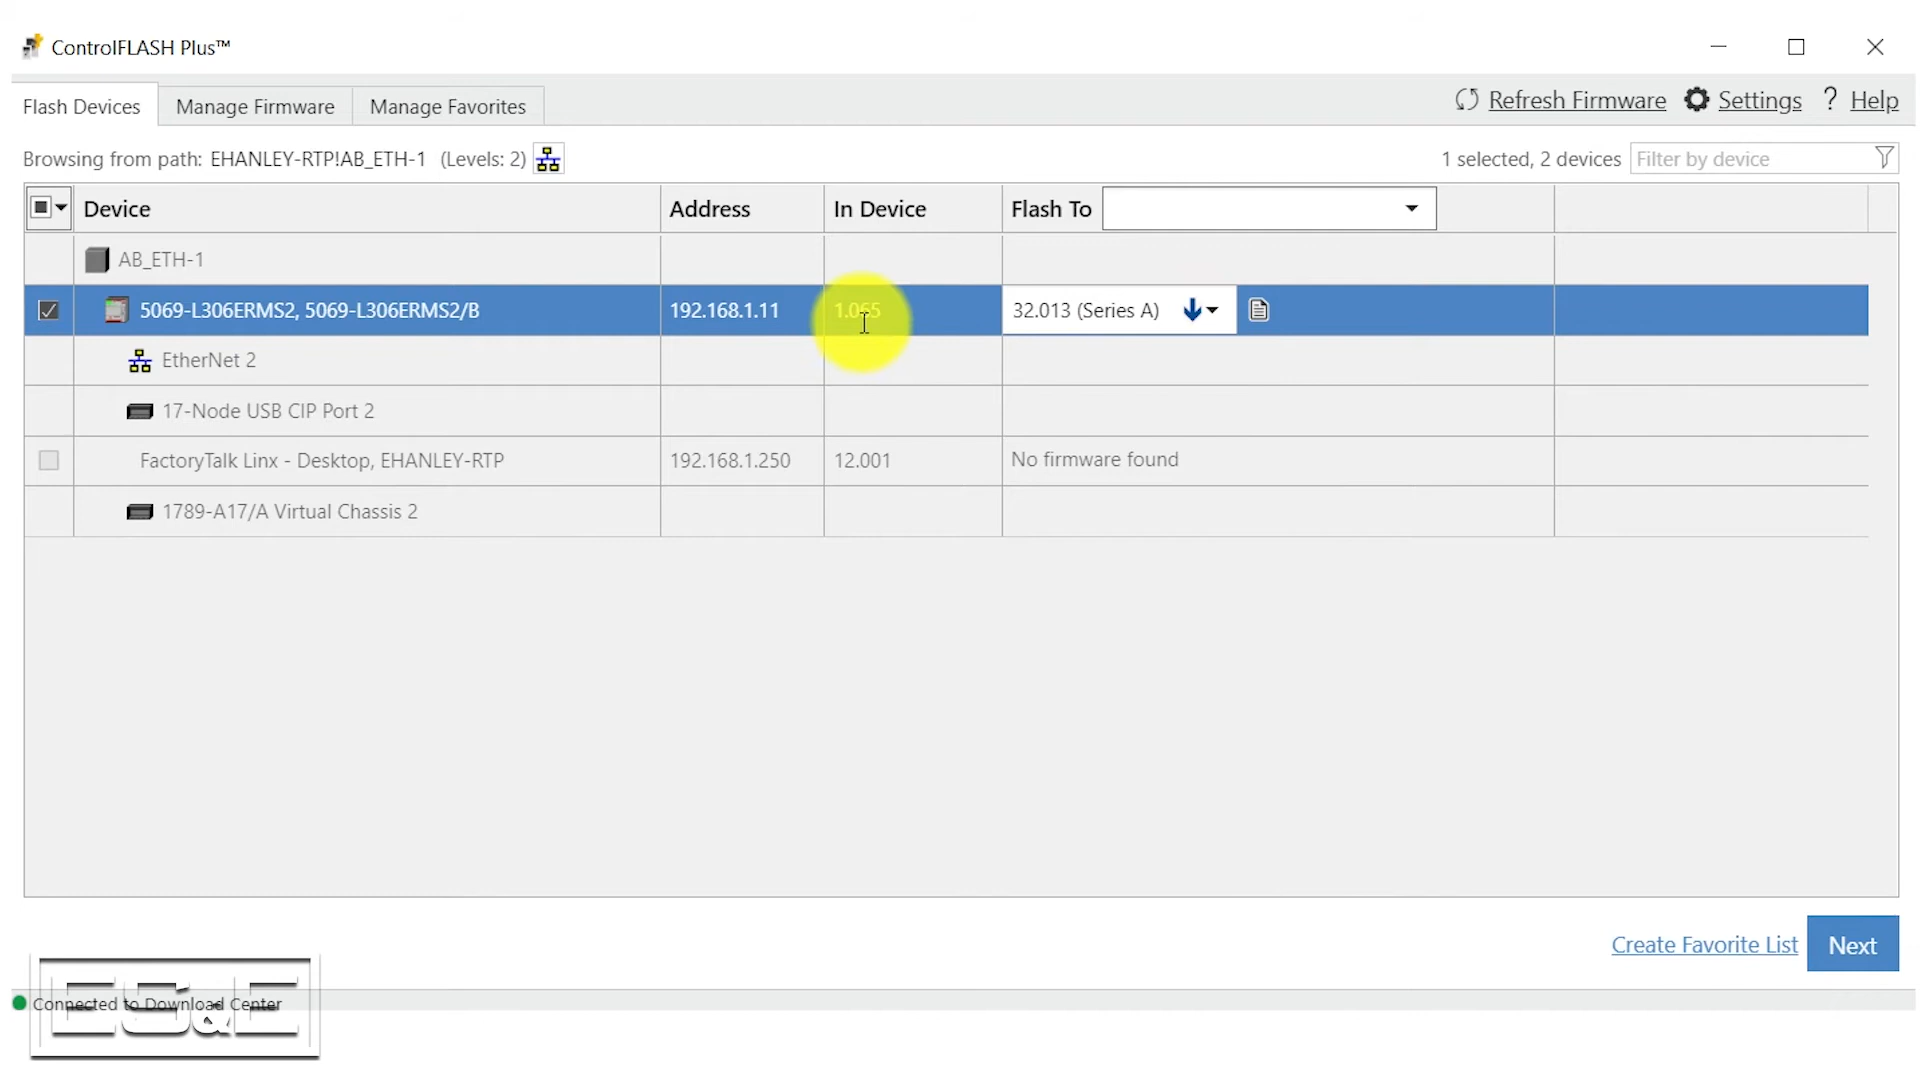 ControlFLASH Plus™
Flash Devices Manage Firmware Manage Favorites Refresh Firmware Settings ? Help
Browsing from path: EHANLEY-RTP!AB_ETH-1 (Levels: 2) 1 selected, 2 devices Filter by device
Device Address In Device Flash To
AB_ETH-1
5069-L306ERMS2, 5069-L306ERMS2/B 192.168.1.11 1.065 32.013 (Series A)
EtherNet 2
17-Node USB CIP Port 2
FactoryTalk Linx - Desktop, EHANLEY-RTP 192.168.1.250 12.001 No firmware found
1789-A17/A Virtual Chassis 2
Create Favorite List Next
Connected to Download Center
ES&E